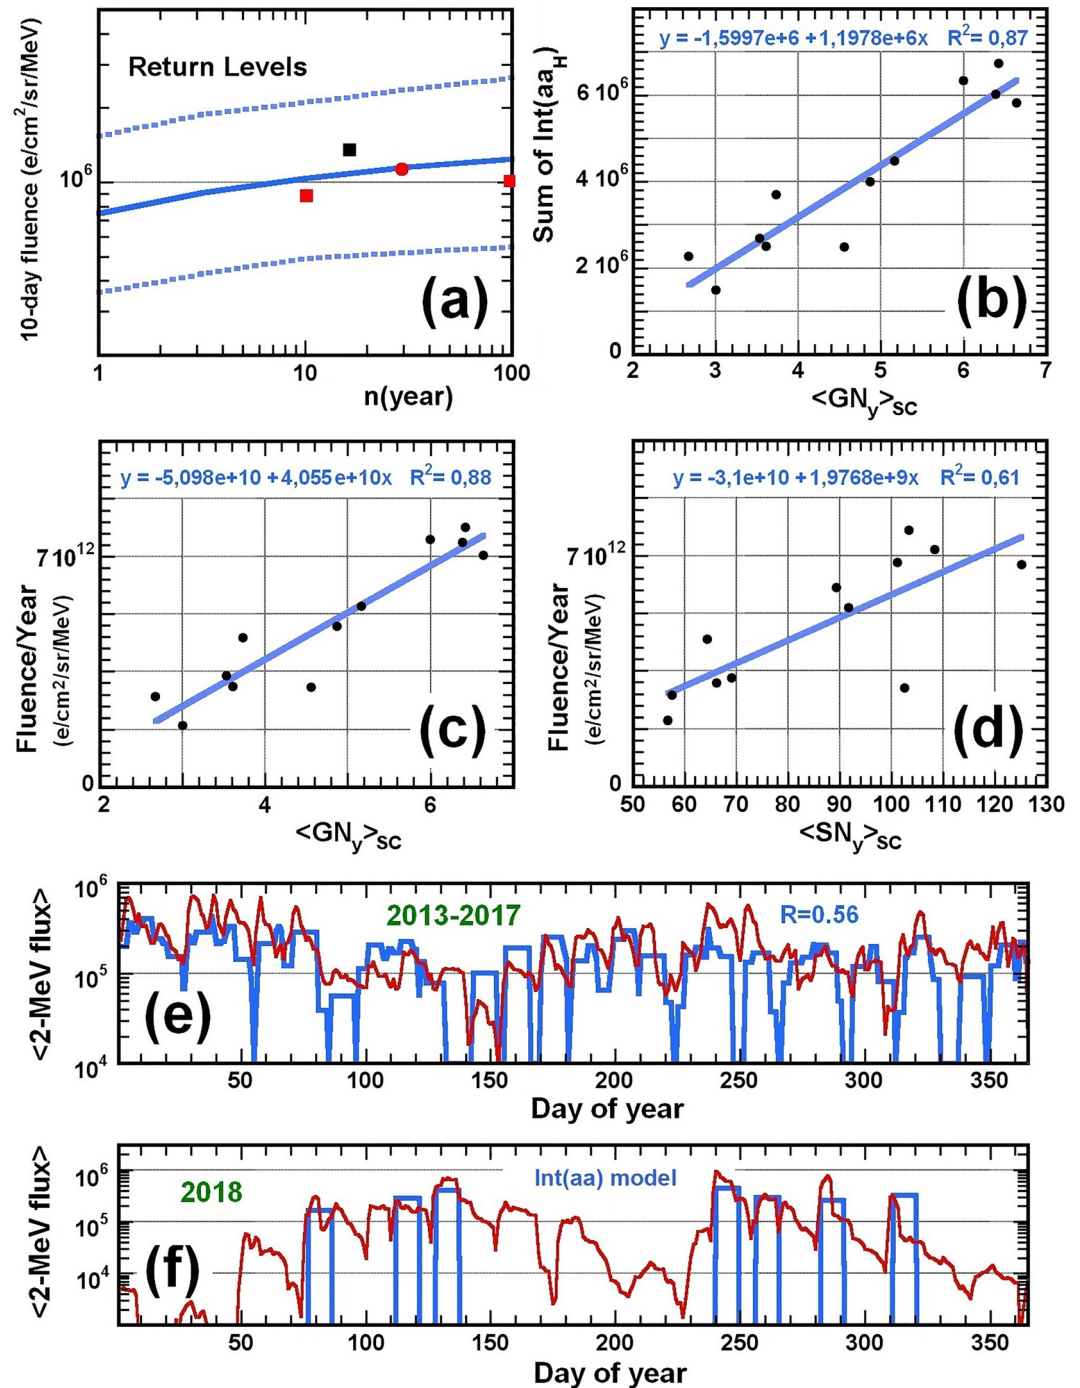 Return Levels
10-day fluence (e/cm²/sr/MeV)
10⁶
(a)
1 10 100
n(year)
y = -1,5997e+6 +1,1978e+6x R²= 0,87
Sum of Int(aa_H)
6 10⁶
4 10⁶
2 10⁶
0
(b)
2 3 4 5 6 7
<GN_y>_SC
y = -5,098e+10 +4,055e+10x R²= 0,88
Fluence/Year
(e/cm²/sr/MeV)
7 10¹²
0
(c)
2 4 6
<GN_y>_SC
y = -3,1e+10 +1,9768e+9x R²= 0,61
Fluence/Year
(e/cm²/sr/MeV)
7 10¹²
0
(d)
50 60 70 80 90 100 110 120 130
<SN_y>_SC
<2-MeV flux>
10⁶
10⁵
10⁴
2013-2017
R=0.56
(e)
50 100 150 200 250 300 350
Day of year
<2-MeV flux>
10⁶
10⁵
10⁴
2018
Int(aa) model
(f)
50 100 150 200 250 300 350
Day of year